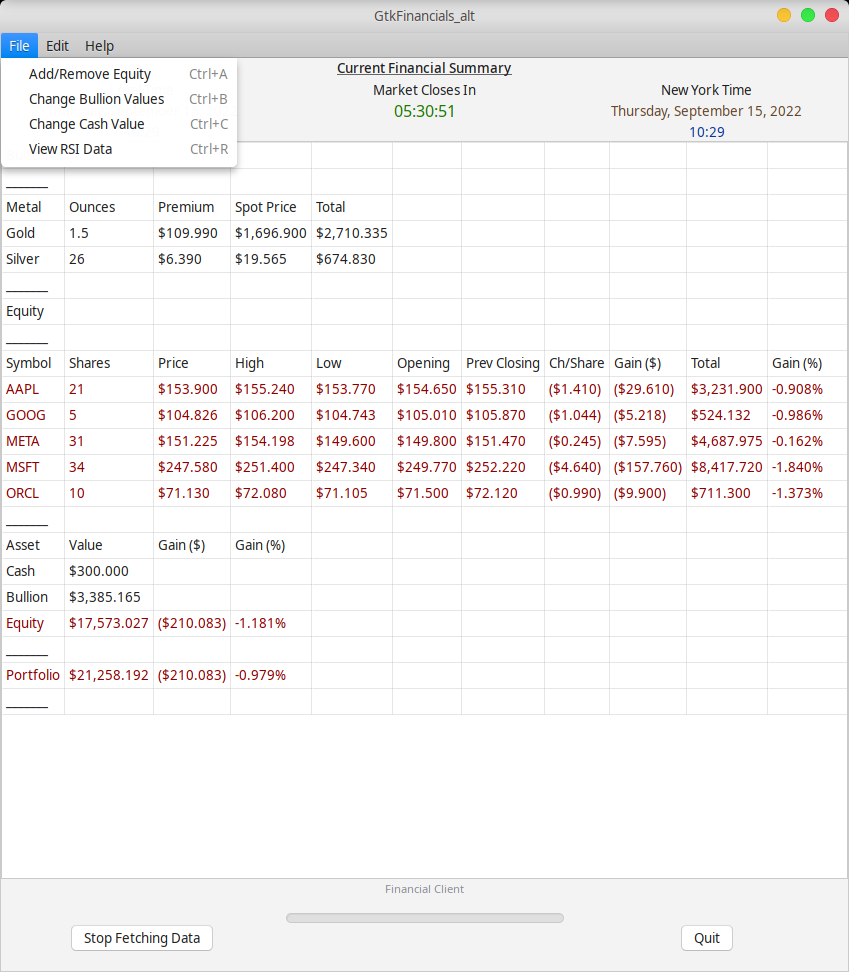 GtkFinancials_alt
File Edit Help
Add/Remove Equity Ctrl+A
Change Bullion Values Ctrl+B
Change Cash Value Ctrl+C
View RSI Data Ctrl+R
Current Financial Summary
Market Closes In New York Time
05:30:51 Thursday, September 15, 2022
10:29
_______
Metal Ounces Premium Spot Price Total
Gold 1.5 $109.990 $1,696.900 $2,710.335
Silver 26 $6.390 $19.565 $674.830
_______
Equity
_______
Symbol Shares Price High Low Opening Prev Closing Ch/Share Gain ($) Total Gain (%)
AAPL 21 $153.900 $155.240 $153.770 $154.650 $155.310 ($1.410) ($29.610) $3,231.900 -0.908%
GOOG 5 $104.826 $106.200 $104.743 $105.010 $105.870 ($1.044) ($5.218) $524.132 -0.986%
META 31 $151.225 $154.198 $149.600 $149.800 $151.470 ($0.245) ($7.595) $4,687.975 -0.162%
MSFT 34 $247.580 $251.400 $247.340 $249.770 $252.220 ($4.640) ($157.760) $8,417.720 -1.840%
ORCL 10 $71.130 $72.080 $71.105 $71.500 $72.120 ($0.990) ($9.900) $711.300 -1.373%
_______
Asset Value Gain ($) Gain (%)
Cash $300.000
Bullion $3,385.165
Equity $17,573.027 ($210.083) -1.181%
_______
Portfolio $21,258.192 ($210.083) -0.979%
_______
Financial Client
Stop Fetching Data Quit